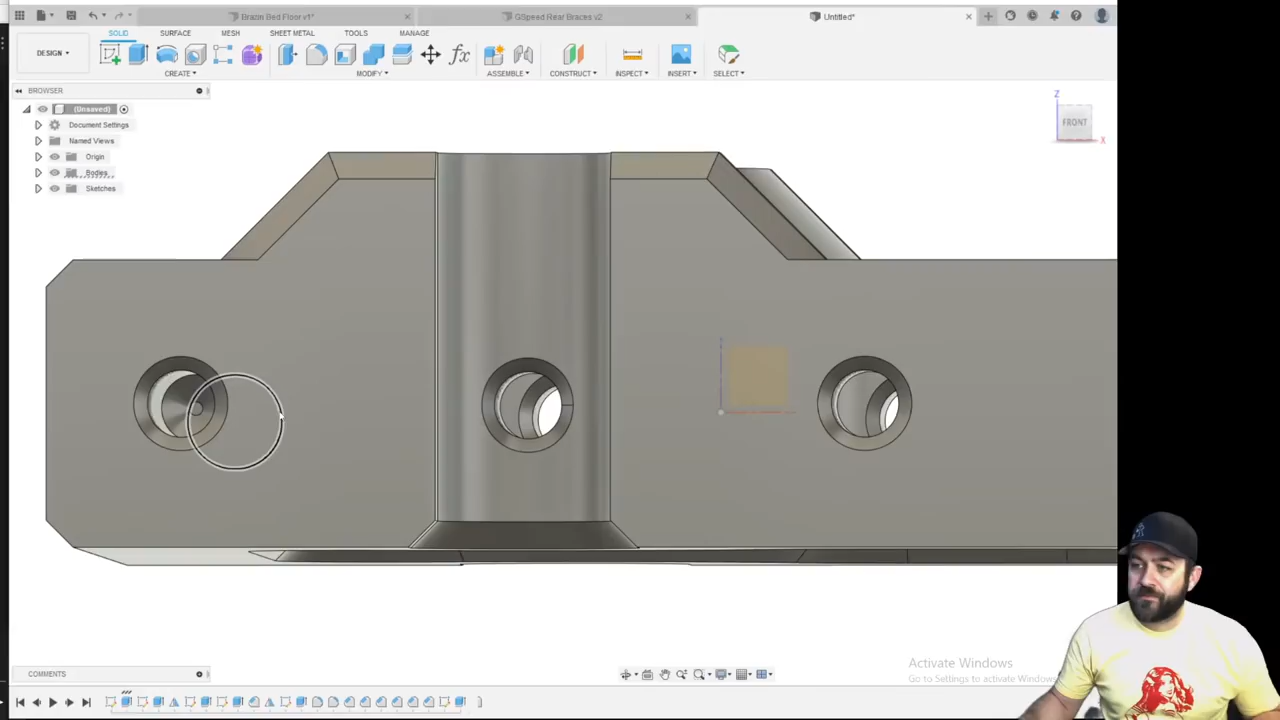 Brazin Bed Floor v1*
GSpeed Rear Braces v2
Untitled*
DESIGN
SOLID
SURFACE
MESH
SHEET METAL
TOOLS
MANAGE
CREATE
MODIFY
ASSEMBLE
CONSTRUCT
INSPECT
INSERT
SELECT
BROWSER
(Unsaved)
Document Settings
Named Views
Origin
Bodies
Sketches
Z
FRONT
X
Activate Windows
Go to Settings to activate Windows
COMMENTS